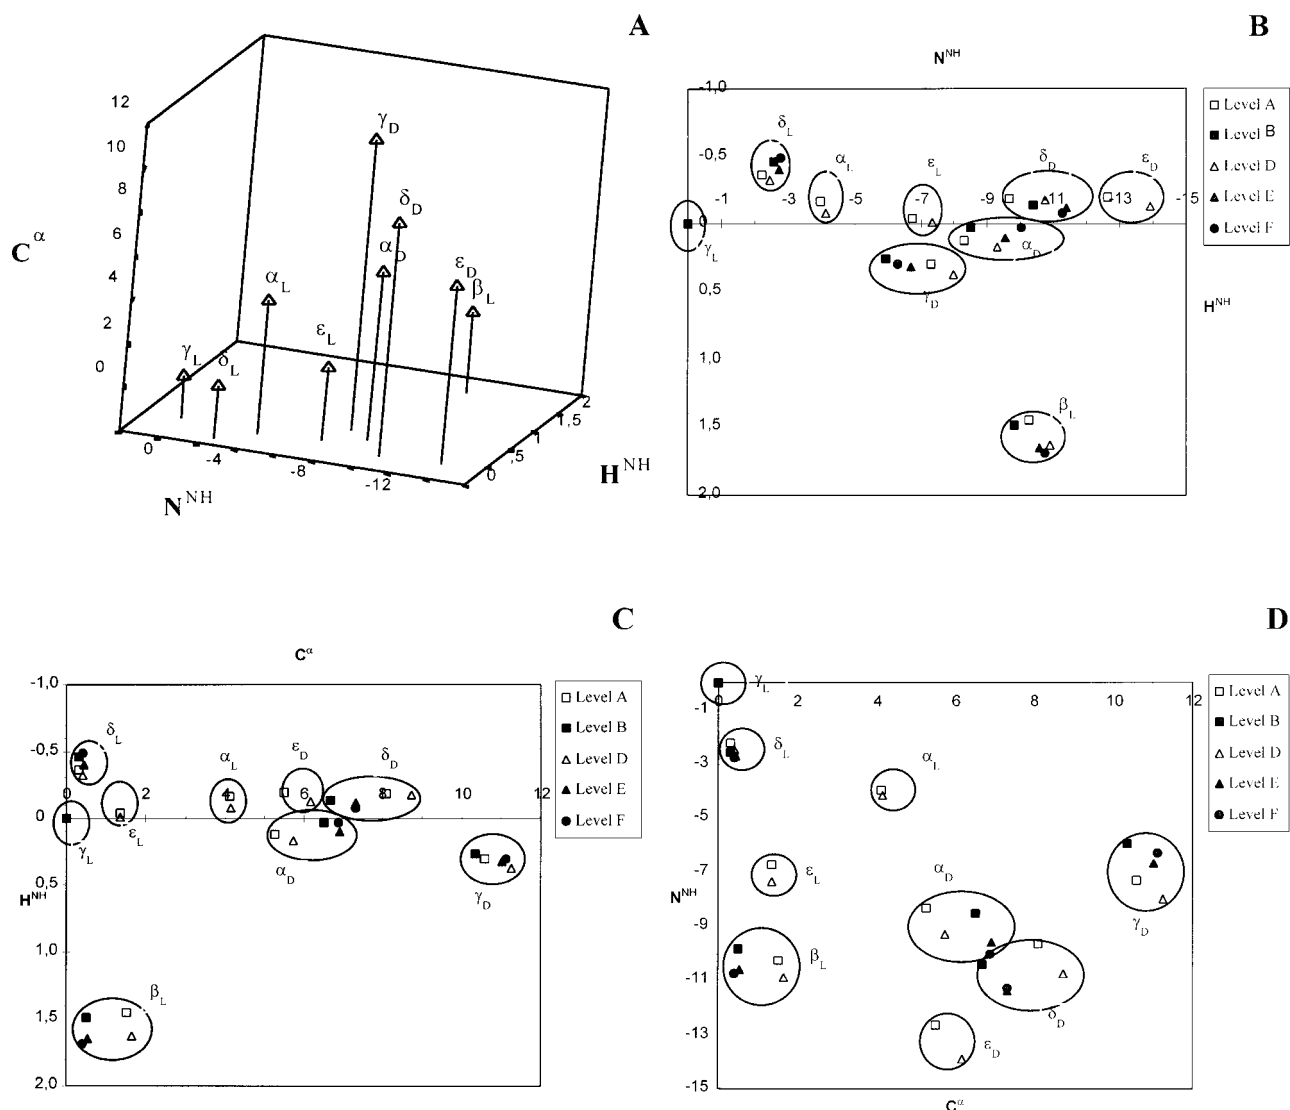 A
12
10
8
6
4
2
0
C^α
γ_D
δ_D
α_D
ε_D
β_L
α_L
ε_L
γ_L
δ_L
0
-4
-8
-12
N^NH
0
,5
1
1,5
2
H^NH
B
N^NH
-1,0
-0,5
0
0,5
1,0
1,5
2,0
-1
-3
-5
-7
-9
-11
-13
-15
δ_L
α_L
ε_L
δ_D
ε_D
γ_L
α_D
γ_D
β_L
H^NH
Level A
Level B
Level D
Level E
Level F
C
C^α
-1,0
-0,5
0
0,5
1,0
1,5
2,0
0
2
4
6
8
10
12
δ_L
α_L
ε_D
δ_D
γ_L
ε_L
α_D
γ_D
β_L
H^NH
Level A
Level B
Level D
Level E
Level F
D
0
2
4
6
8
10
12
-1
-3
-5
-7
-9
-11
-13
-15
γ_L
δ_L
α_L
ε_L
α_D
γ_D
β_L
δ_D
ε_D
N^NH
C^α
Level A
Level B
Level D
Level E
Level F